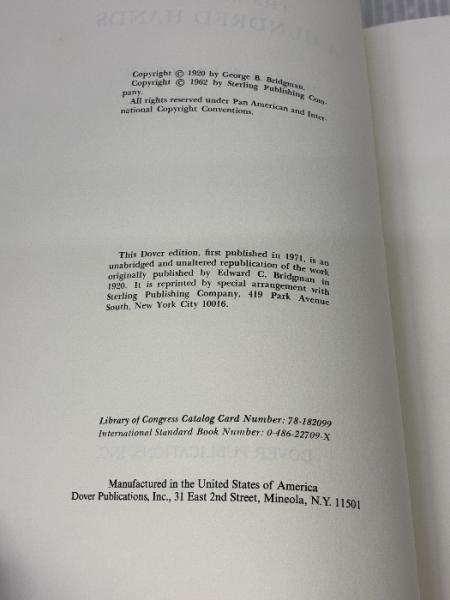 A HUNDRED HANDS
Copyright © 1920 by George B. Bridgman.
Copyright © 1962 by Sterling Publishing Com-
pany.
All rights reserved under Pan American and Inter-
national Copyright Conventions.
This Dover edition, first published in 1971, is an
unabridged and unaltered republication of the work
originally published by Edward C. Bridgman in
1920. It is reprinted by special arrangement with
Sterling Publishing Company, 419 Park Avenue
South, New York City 10016.
Library of Congress Catalog Card Number: 78-182099
International Standard Book Number: 0-486-22709-X
DOVER PUBLICATIONS, INC.
Manufactured in the United States of America
Dover Publications, Inc., 31 East 2nd Street, Mineola, N.Y. 11501